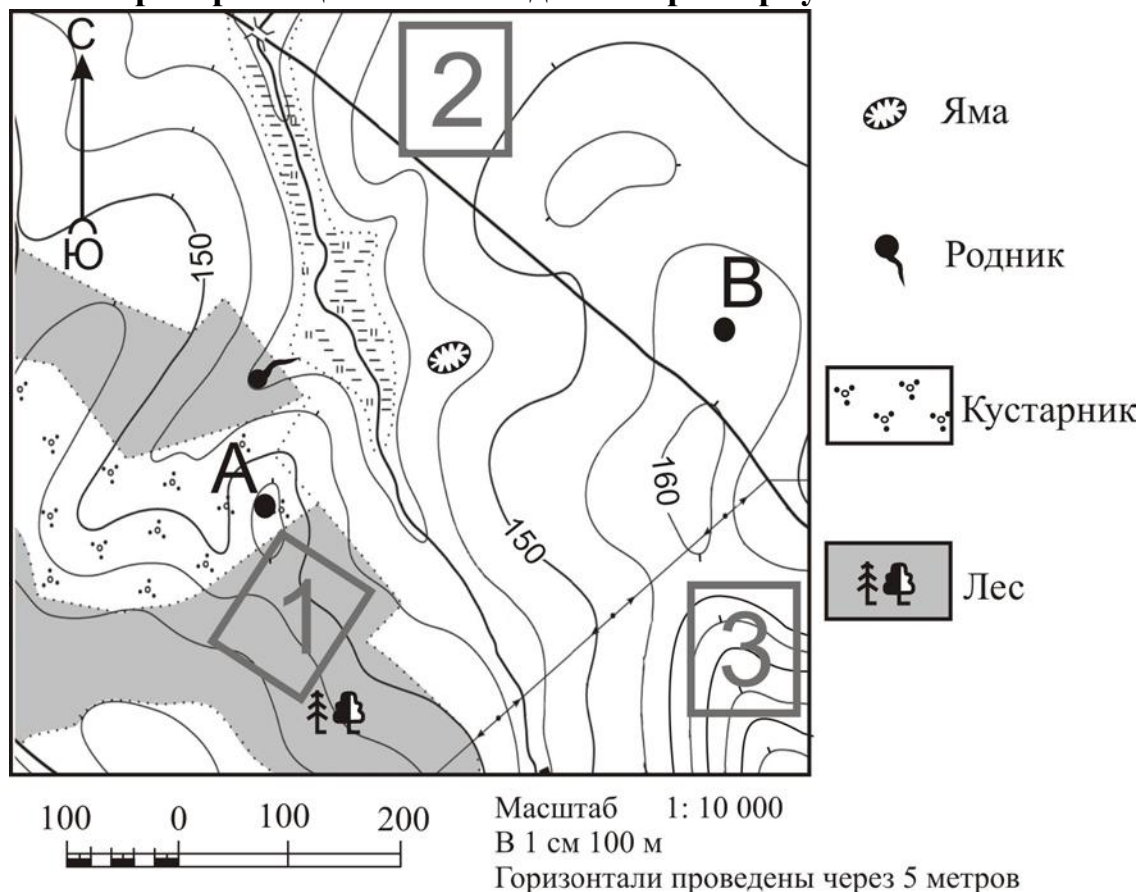 С
2
Яма
Ю
150
В
Родник
Кустарник
А
160
150
1
3
Лес
100 0 100 200
Масштаб 1: 10 000
В 1 см 100 м
Горизонтали проведены через 5 метров